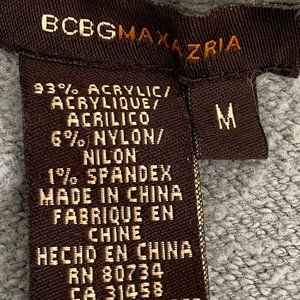 BCBGMAXAZRIA
M
93% ACRYLIC/
ACRYLIQUE/
ACRILICO
6% NYLON/
NILON
1% SPANDEX
MADE IN CHINA
FABRIQUE EN
CHINE
HECHO EN CHINA
RN 80734
CA 31458